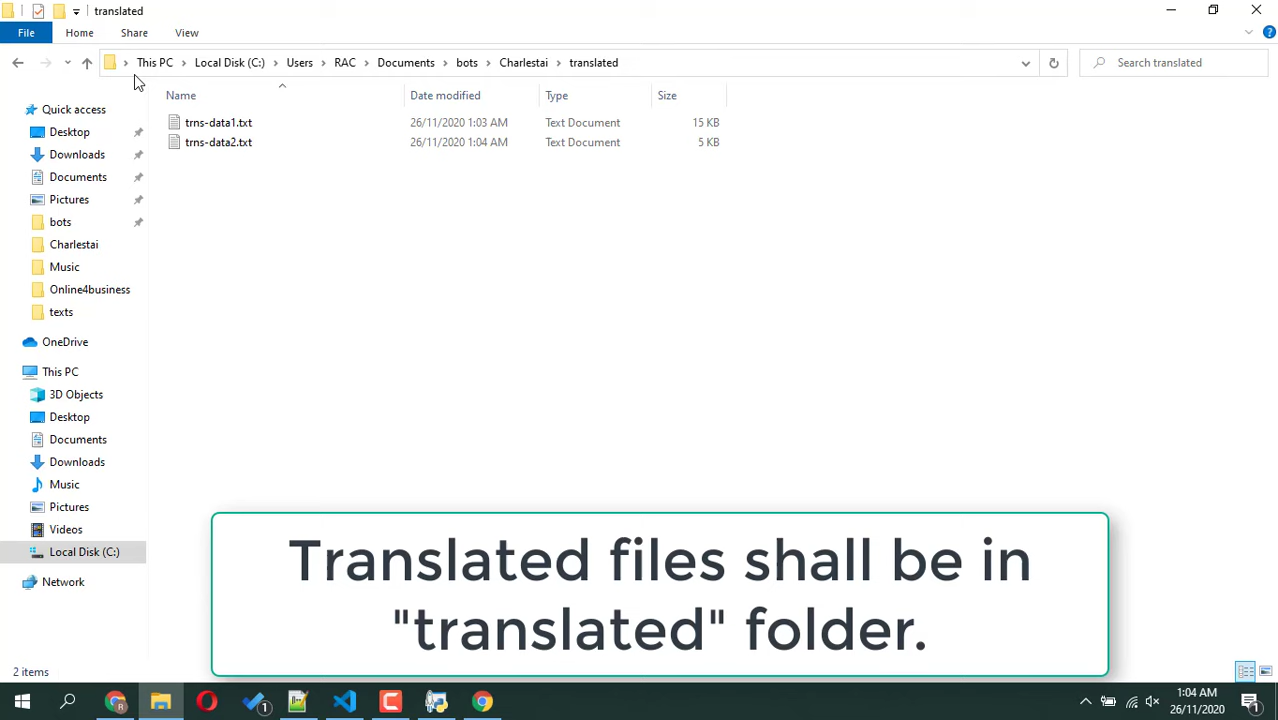 translated
File Home Share View
This PC Local Disk (C:) Users RAC Documents bots Charlestai translated Search translated
Name Date modified Type Size
Quick access
trns-data1.txt 26/11/2020 1:03 AM Text Document 15 KB
Desktop
trns-data2.txt 26/11/2020 1:04 AM Text Document 5 KB
Downloads
Documents
Pictures
bots
Charlestai
Music
Online4business
texts
OneDrive
This PC
3D Objects
Desktop
Documents
Downloads
Music
Pictures
Videos
Local Disk (C:)
Network
Translated files shall be in
"translated" folder.
2 items
1
1:04 AM
26/11/2020
1